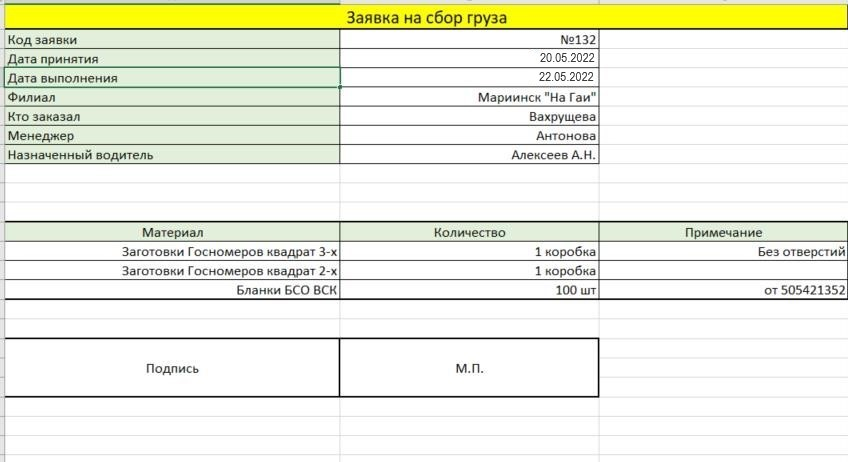 Заявка на сбор груза
Код заявки №132
Дата принятия 20.05.2022
Дата выполнения 22.05.2022
Филиал Мариинск "На Гаи"
Кто заказал Вахрущева
Менеджер Антонова
Назначенный водитель Алексеев А.Н.
Материал Количество Примечание
Заготовки Госномеров квадрат 3-х 1 коробка Без отверстий
Заготовки Госномеров квадрат 2-х 1 коробка
Бланки БСО ВСК 100 шт от 505421352
Подпись М.П.